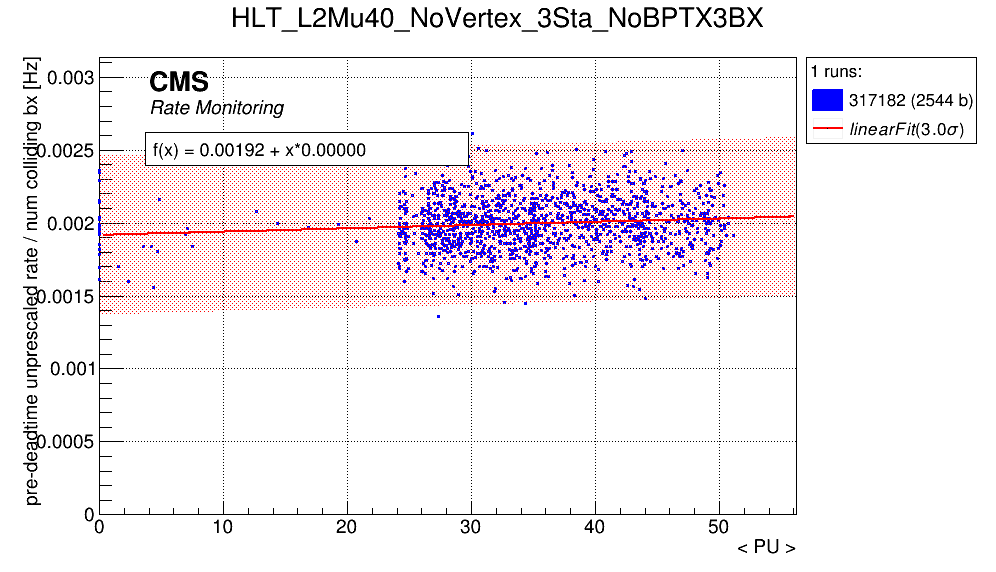 HLT_L2Mu40_NoVertex_3Sta_NoBPTX3BX
pre-deadtime unprescaled rate / num colliding bx [Hz]
CMS
Rate Monitoring
f(x) = 0.00192 + x*0.00000
0.003
0.0025
0.002
0.0015
0.001
0.0005
0
0 10 20 30 40 50
< PU >
1 runs:
317182 (2544 b)
linearFit(3.0σ)